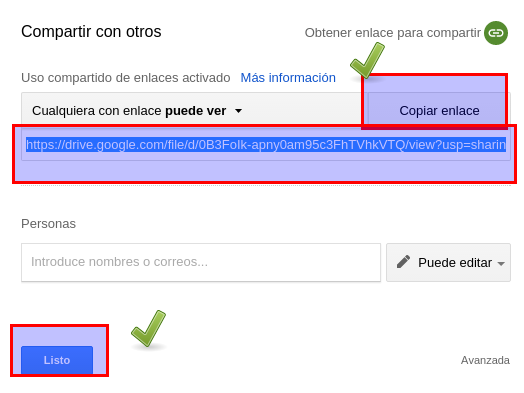 Compartir con otros
Obtener enlace para compartir
Uso compartido de enlaces activado Más información
Cualquiera con enlace puede ver
Copiar enlace
https://drive.google.com/file/d/0B3FoIk-apny0am95c3FhTVhkVTQ/view?usp=sharin
Personas
Introduce nombres o correos...
Puede editar
Listo
Avanzada